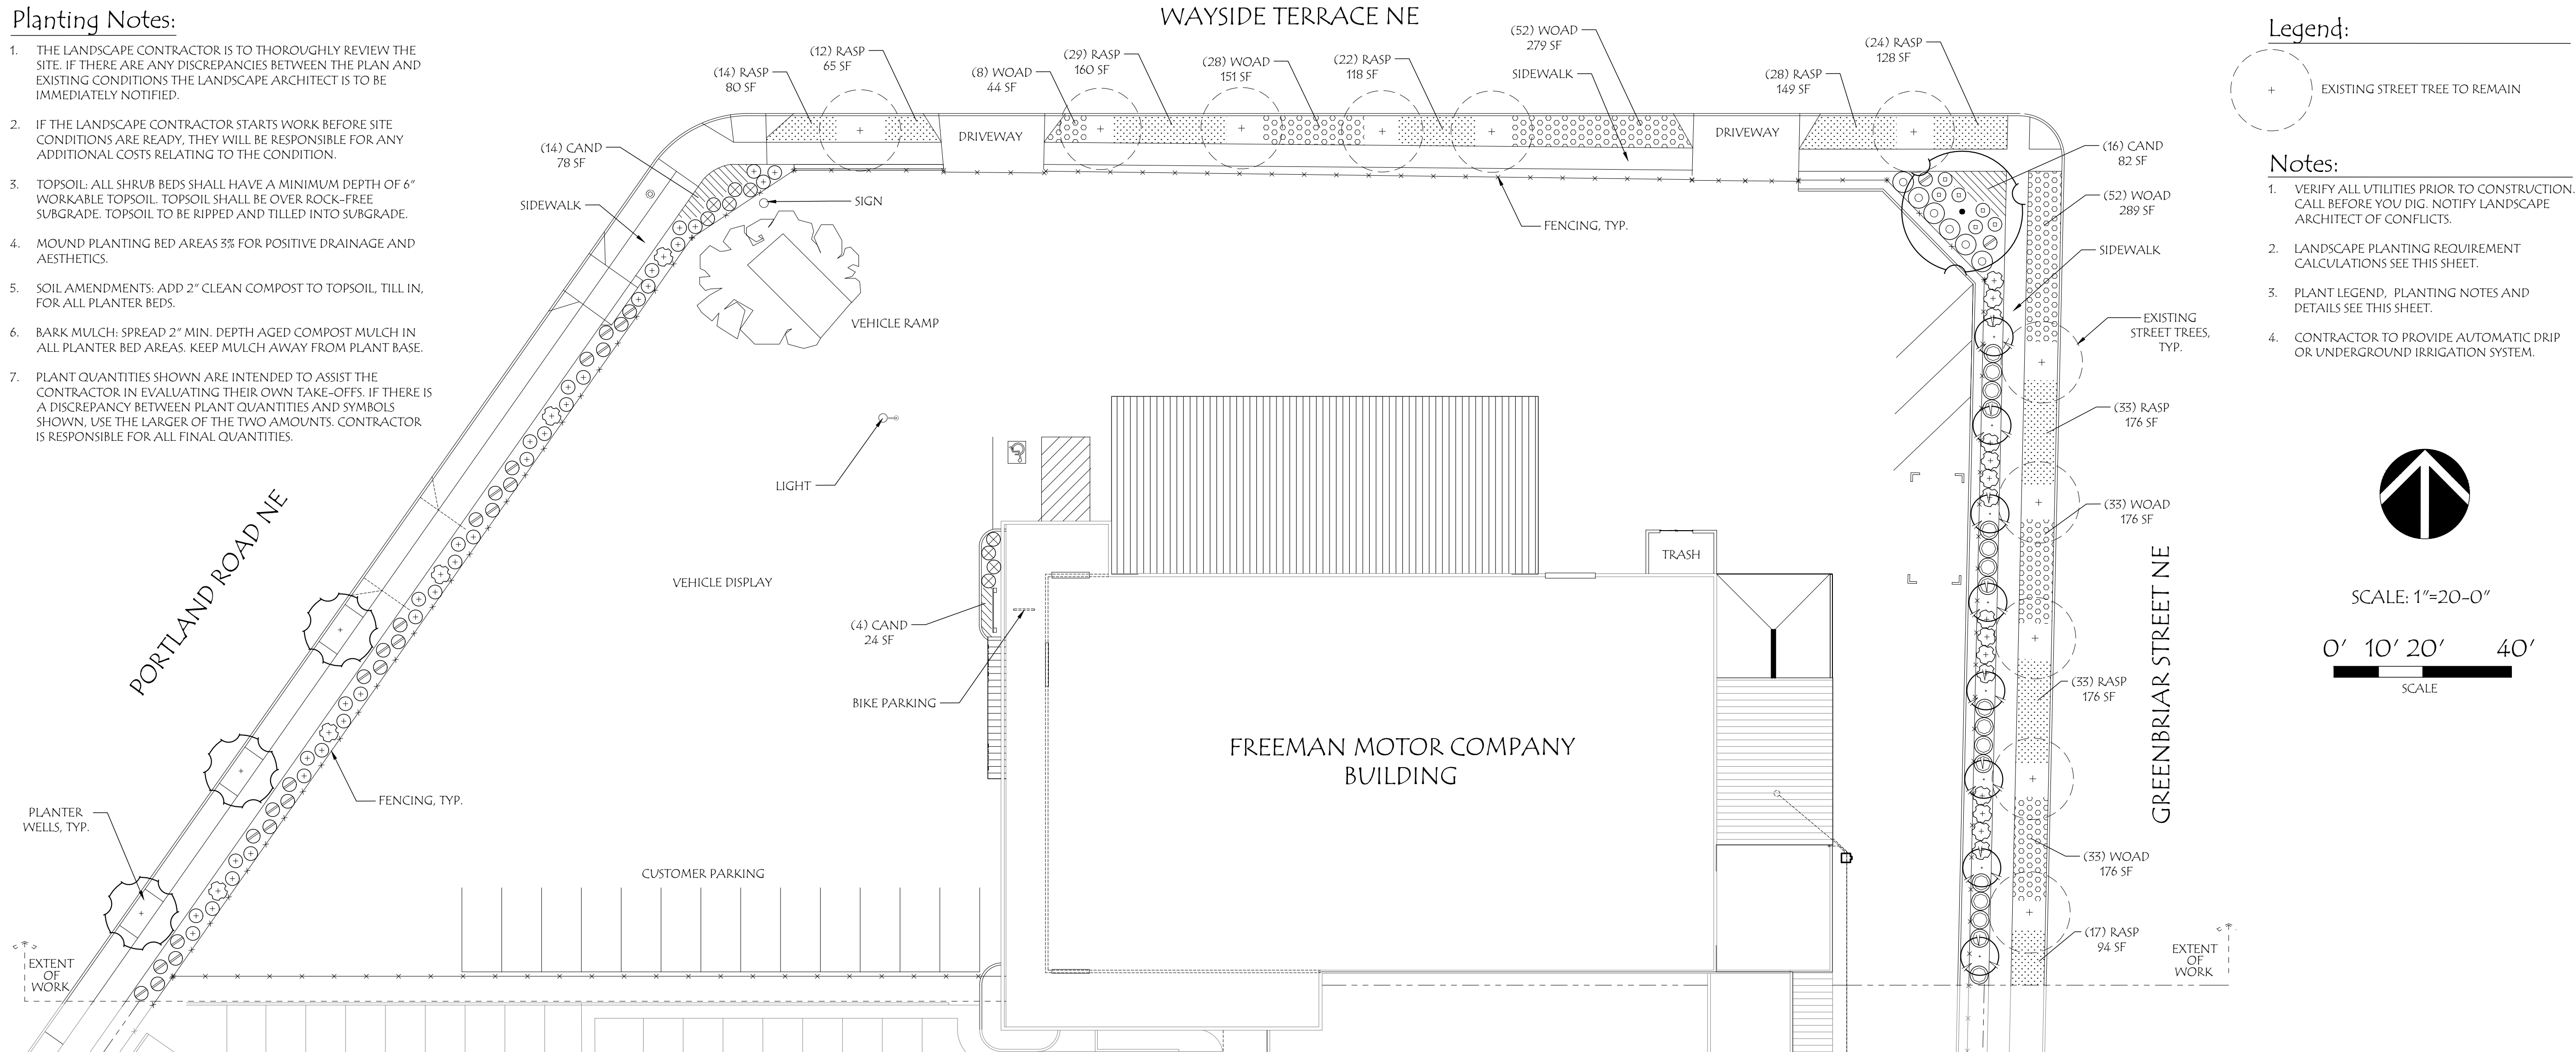 Planting Notes:
1. THE LANDSCAPE CONTRACTOR IS TO THOROUGHLY REVIEW THE
SITE. IF THERE ARE ANY DISCREPANCIES BETWEEN THE PLAN AND
EXISTING CONDITIONS THE LANDSCAPE ARCHITECT IS TO BE
IMMEDIATELY NOTIFIED.
2. IF THE LANDSCAPE CONTRACTOR STARTS WORK BEFORE SITE
CONDITIONS ARE READY, THEY WILL BE RESPONSIBLE FOR ANY
ADDITIONAL COSTS RELATING TO THE CONDITION.
3. TOPSOIL: ALL SHRUB BEDS SHALL HAVE A MINIMUM DEPTH OF 6"
WORKABLE TOPSOIL. TOPSOIL SHALL BE OVER ROCK-FREE
SUBGRADE. TOPSOIL TO BE RIPPED AND TILLED INTO SUBGRADE.
4. MOUND PLANTING BED AREAS 3% FOR POSITIVE DRAINAGE AND
AESTHETICS.
5. SOIL AMENDMENTS: ADD 2" CLEAN COMPOST TO TOPSOIL, TILL IN,
FOR ALL PLANTER BEDS.
6. BARK MULCH: SPREAD 2" MIN. DEPTH AGED COMPOST MULCH IN
ALL PLANTER BED AREAS. KEEP MULCH AWAY FROM PLANT BASE.
7. PLANT QUANTITIES SHOWN ARE INTENDED TO ASSIST THE
CONTRACTOR IN EVALUATING THEIR OWN TAKE-OFFS. IF THERE IS
A DISCREPANCY BETWEEN PLANT QUANTITIES AND SYMBOLS
SHOWN, USE THE LARGER OF THE TWO AMOUNTS. CONTRACTOR
IS RESPONSIBLE FOR ALL FINAL QUANTITIES.
WAYSIDE TERRACE NE
(14) RASP
80 SF
(12) RASP
65 SF
(8) WOAD
44 SF
(29) RASP
160 SF
(28) WOAD
151 SF
(22) RASP
118 SF
(52) WOAD
279 SF
SIDEWALK
(28) RASP
149 SF
(24) RASP
128 SF
DRIVEWAY
DRIVEWAY
(14) CAND
78 SF
SIDEWALK
SIGN
FENCING, TYP.
VEHICLE RAMP
(16) CAND
82 SF
(52) WOAD
289 SF
SIDEWALK
EXISTING
STREET TREES,
TYP.
(33) RASP
176 SF
(33) WOAD
176 SF
(33) RASP
176 SF
(33) WOAD
176 SF
(17) RASP
94 SF
GREENBRIAR STREET NE
EXTENT
OF
WORK
PORTLAND ROAD NE
LIGHT
VEHICLE DISPLAY
(4) CAND
24 SF
BIKE PARKING
TRASH
FREEMAN MOTOR COMPANY
BUILDING
FENCING, TYP.
PLANTER
WELLS, TYP.
CUSTOMER PARKING
EXTENT
OF
WORK
Legend:
EXISTING STREET TREE TO REMAIN
Notes:
1. VERIFY ALL UTILITIES PRIOR TO CONSTRUCTION.
CALL BEFORE YOU DIG. NOTIFY LANDSCAPE
ARCHITECT OF CONFLICTS.
2. LANDSCAPE PLANTING REQUIREMENT
CALCULATIONS SEE THIS SHEET.
3. PLANT LEGEND, PLANTING NOTES AND
DETAILS SEE THIS SHEET.
4. CONTRACTOR TO PROVIDE AUTOMATIC DRIP
OR UNDERGROUND IRRIGATION SYSTEM.
SCALE: 1"=20-0"
0' 10' 20' 40'
SCALE